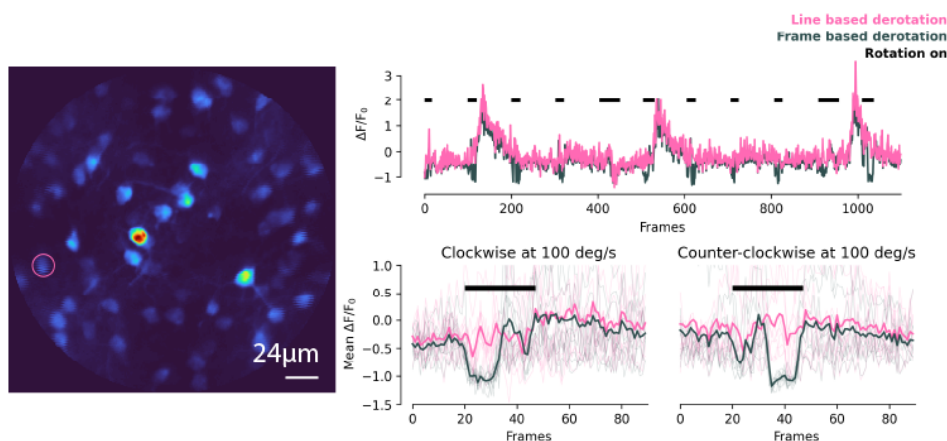 Line based derotation
Frame based derotation
Rotation on
24µm
ΔF/F0
3
2
1
0
−1
0
200
400
600
800
1000
Frames
Clockwise at 100 deg/s
Mean ΔF/F0
1.0
0.5
0.0
−0.5
−1.0
−1.5
0
20
40
60
80
Frames
Counter-clockwise at 100 deg/s
0
20
40
60
80
Frames